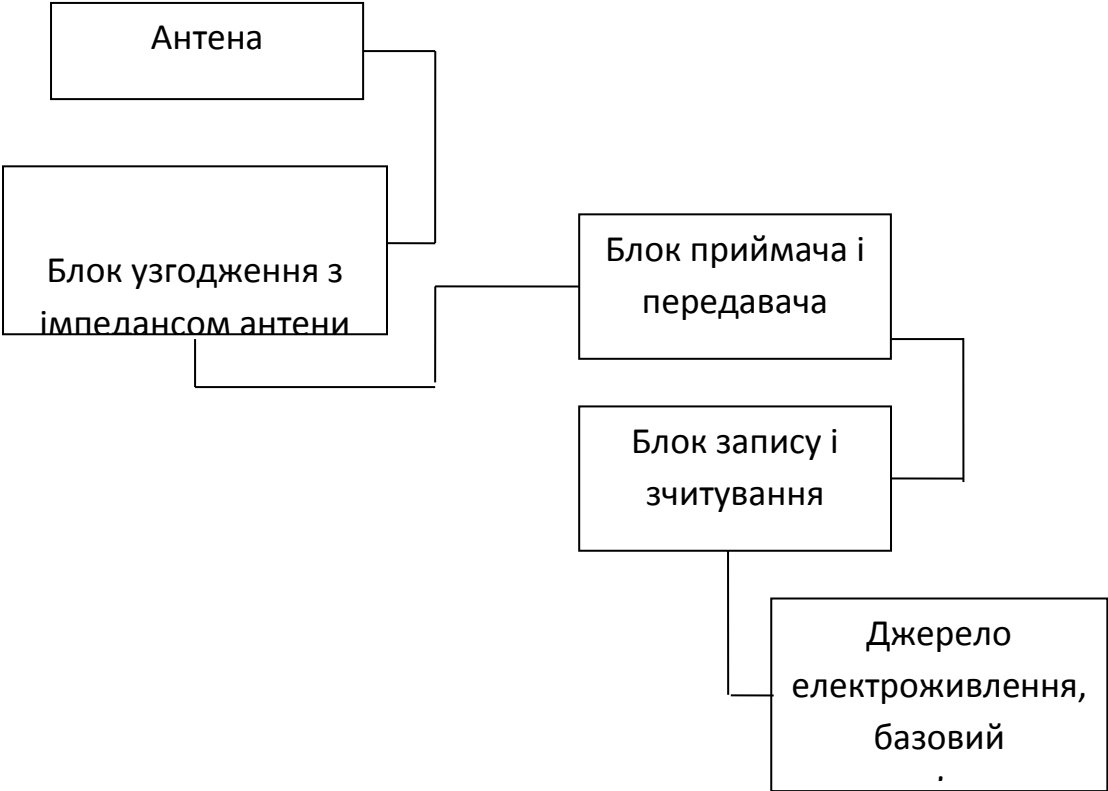 Антена
Блок узгодження з
імпедансом антени
Блок приймача і
передавача
Блок запису і
зчитування
Джерело
електроживлення,
базовий